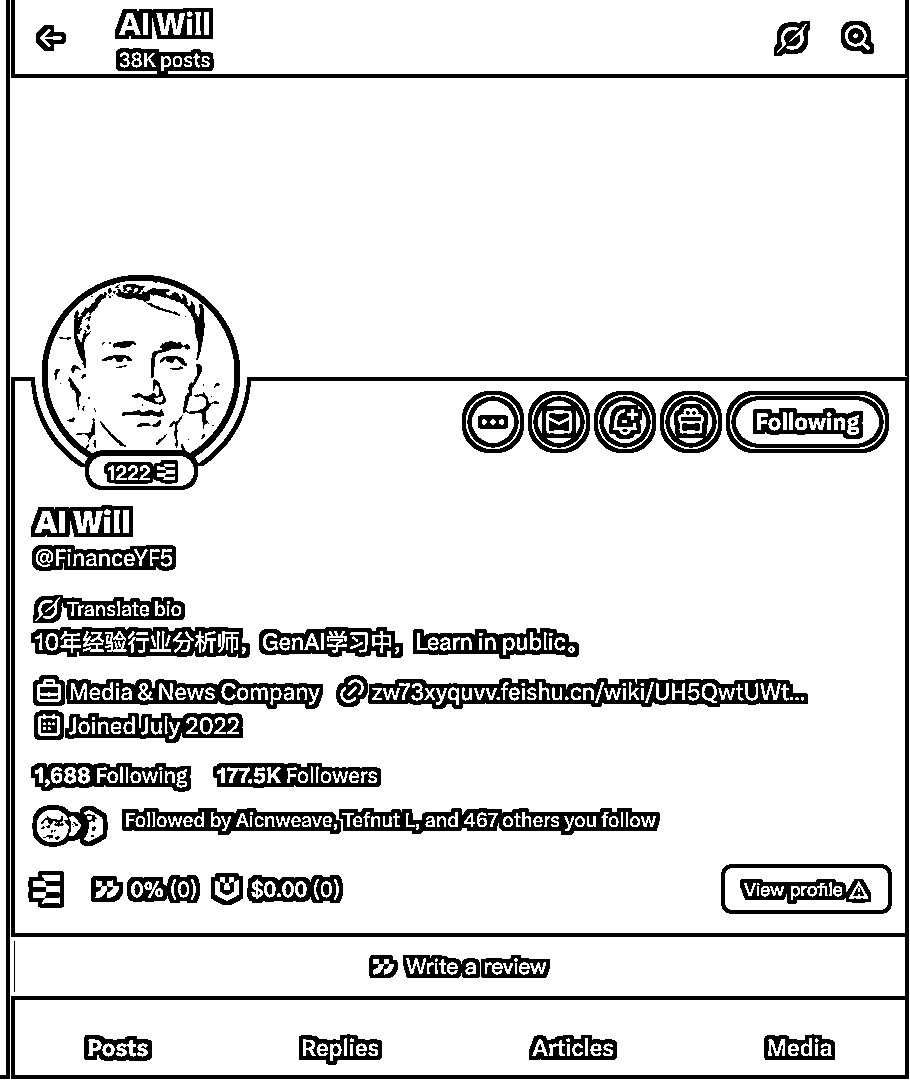 AI Will
38K posts
Following
1222
AI Will
@FinanceYF5
Translate bio
10年经验行业分析师，GenAI学习中，Learn in public。
Media & News Company zw73xyquvv.feishu.cn/wiki/UH5QwtUWt...
Joined July 2022
1,688 Following 177.5K Followers
Followed by Aicnweave, Tefnut L, and 467 others you follow
0% (0) $0.00 (0) View profile
Write a review
Posts Replies Articles Media